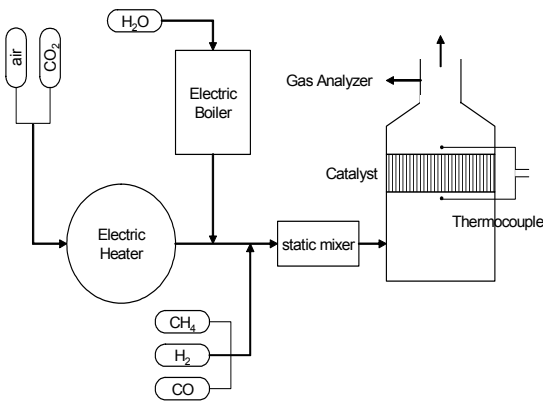 air
CO₂
H₂O
Electric
Boiler
Gas Analyzer
Catalyst
Thermocouple
Electric
Heater
static mixer
CH₄
H₂
CO